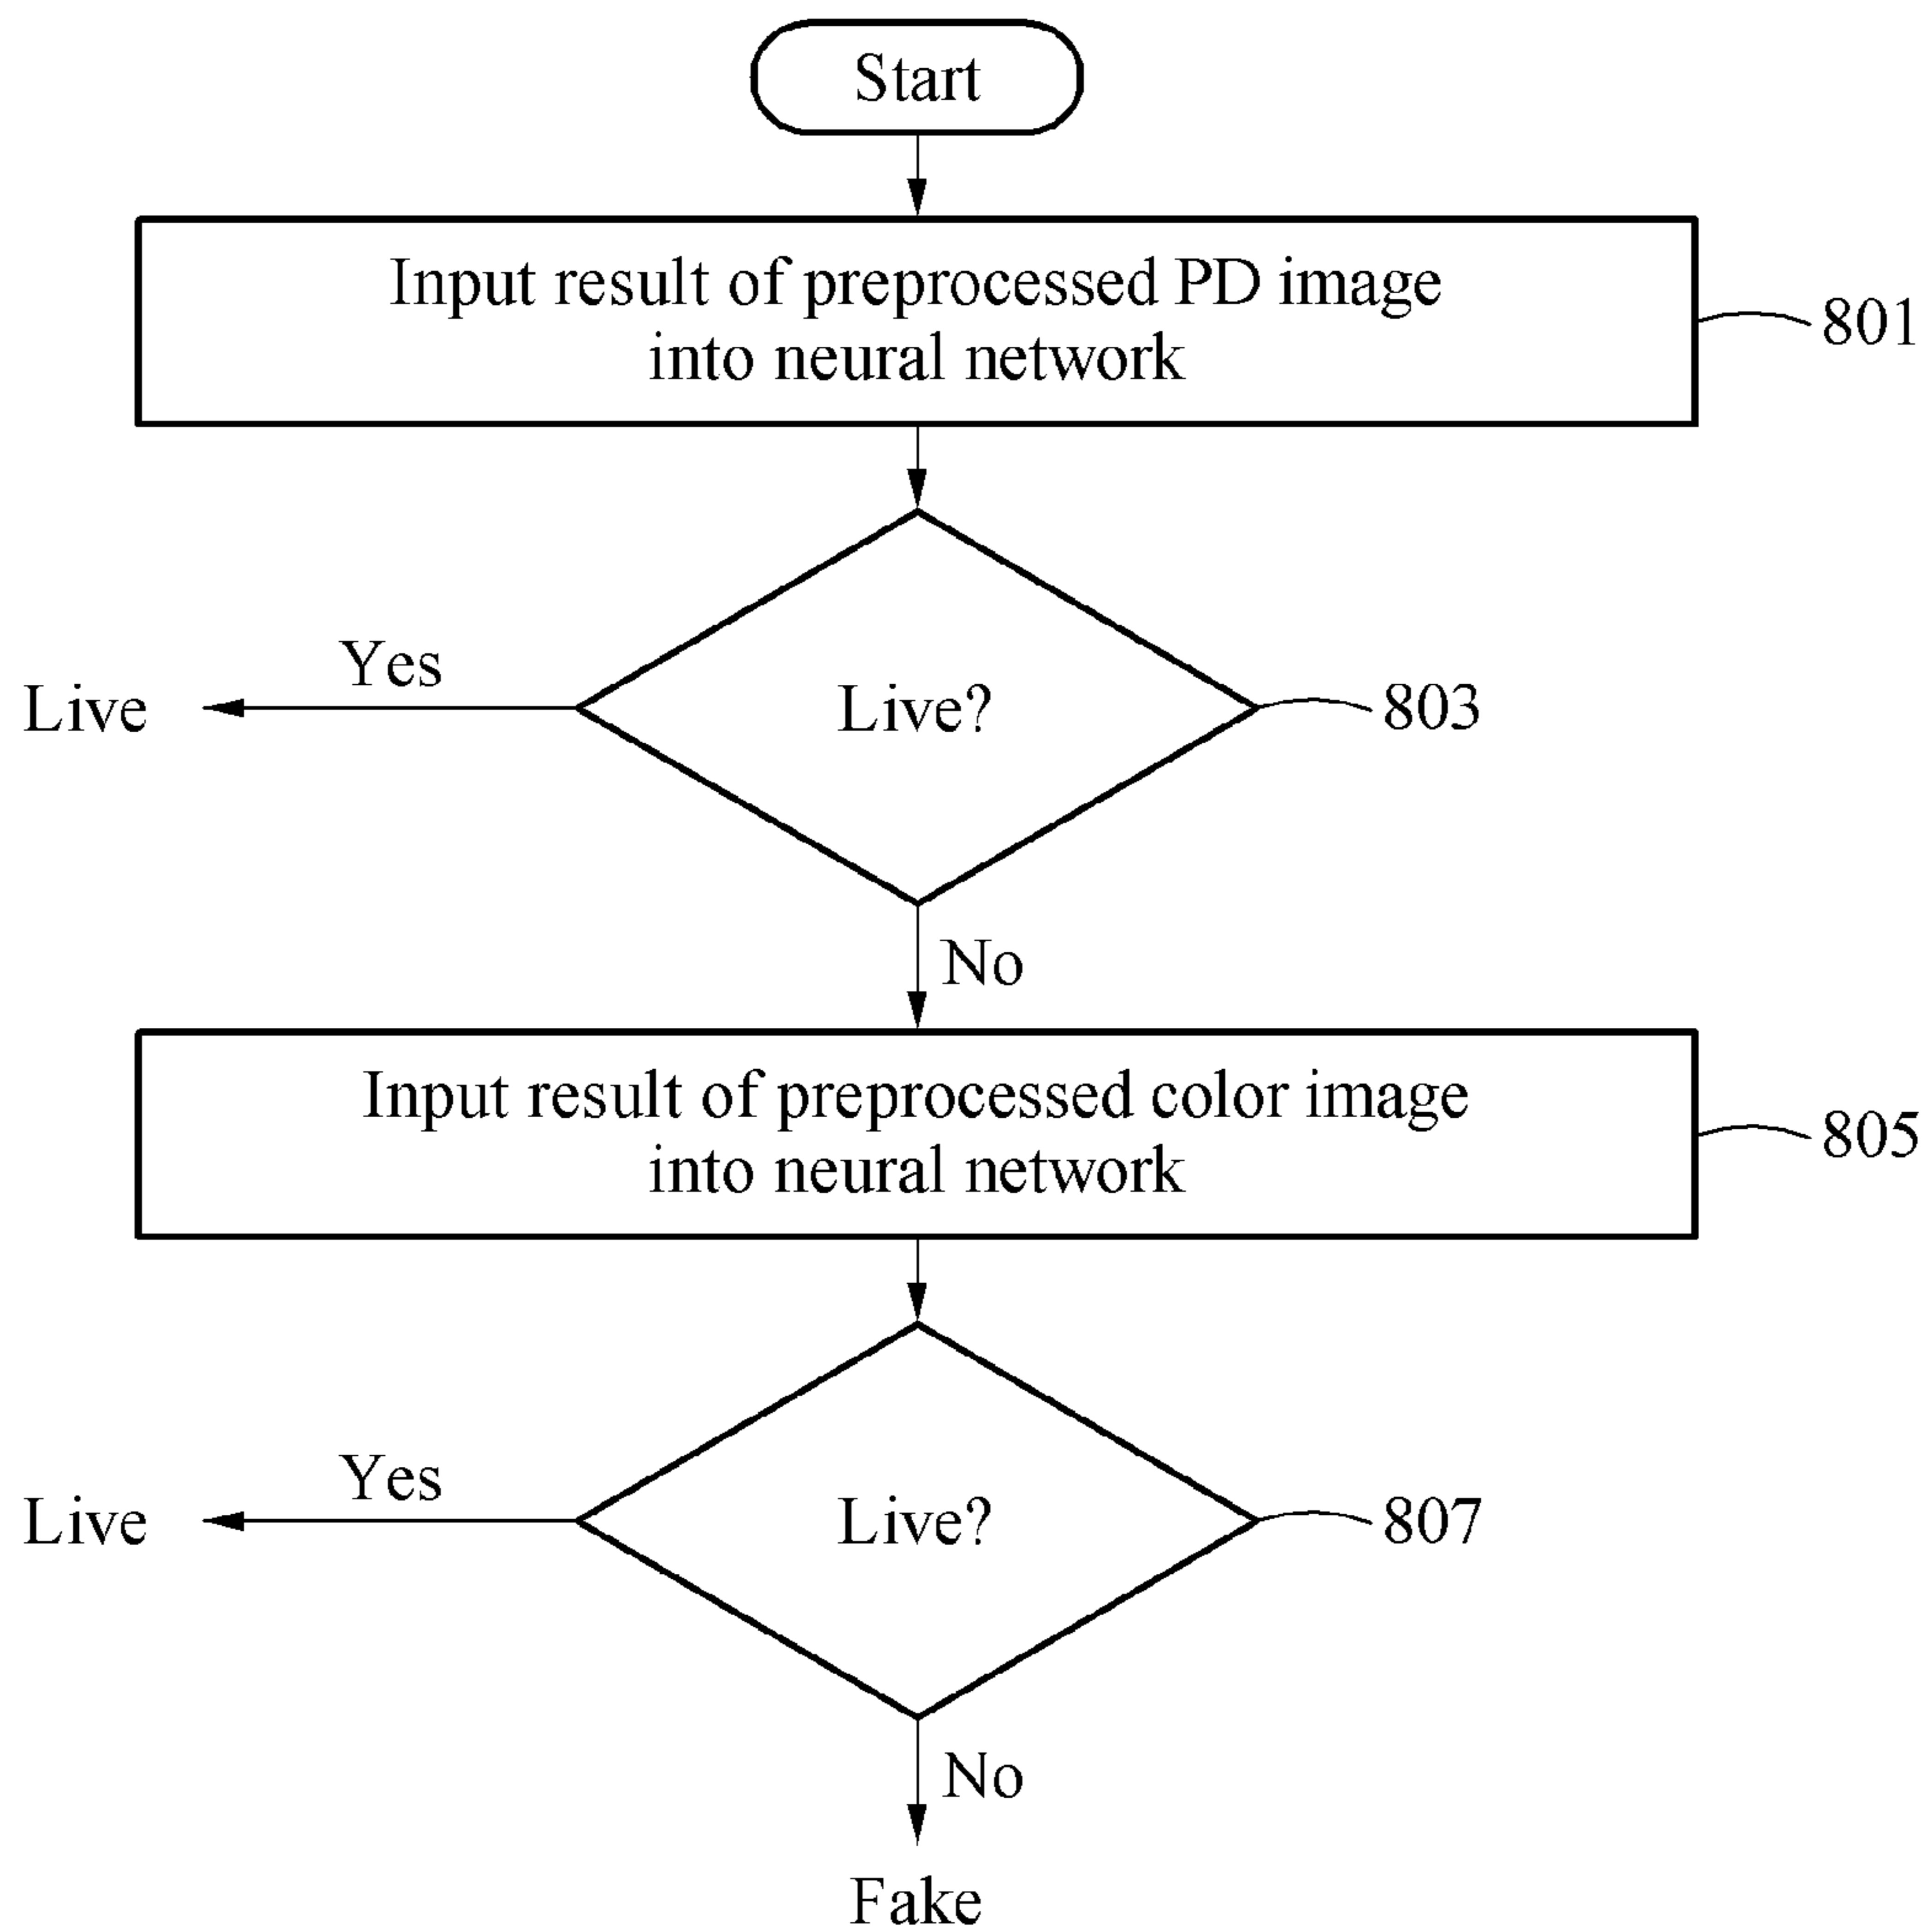 Start
Input result of preprocessed PD image
into neural network
801
Yes
Live
Live?
803
No
Input result of preprocessed color image
into neural network
805
Yes
Live
Live?
807
No
Fake